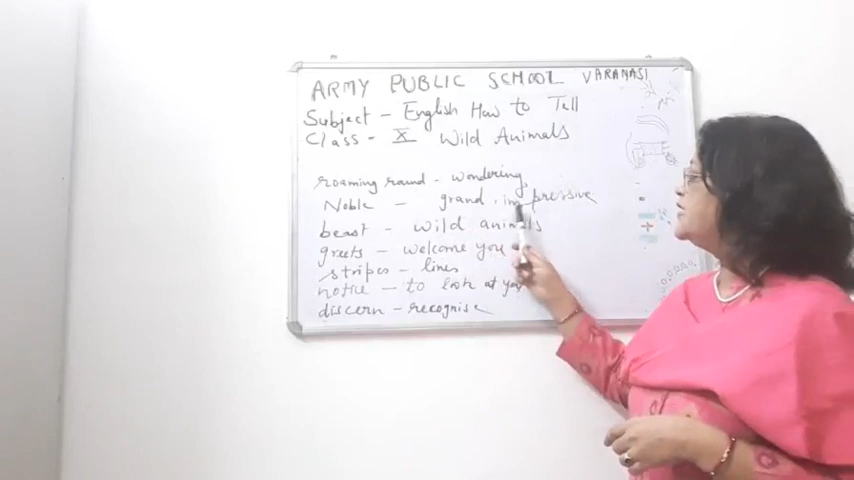 ARMY PUBLIC SCHOOL VARANASI
Subject - English How to Tell
Class - X Wild Animals
roaming round - wondering
Noble - grand, impressive
beast - wild animals
greets - welcome you
stripes - lines
notice - to look at you
discern - recognise